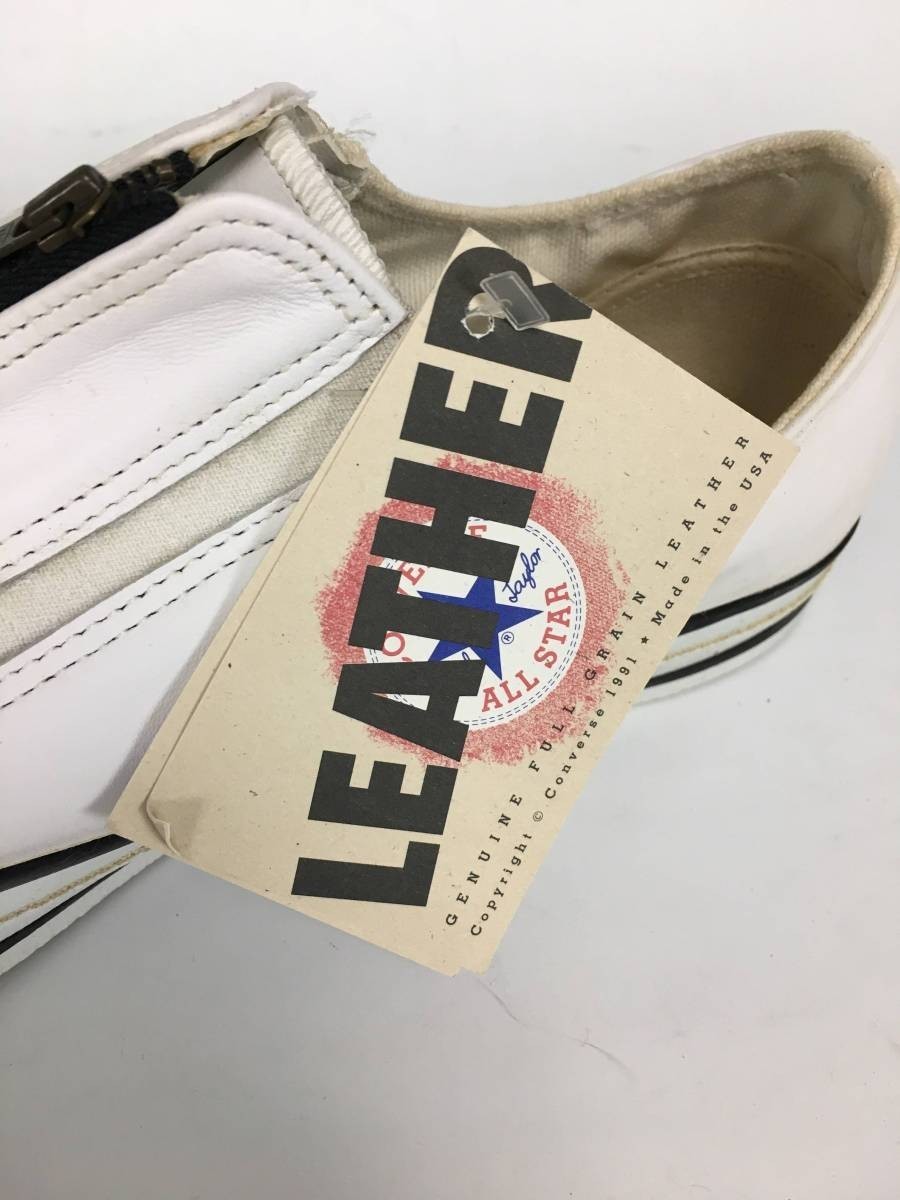 LEATHER
Taylor
®
ALL STAR
GENUINE FULL GRAIN LEATHER
Copyright © Converse 1991 ★ Made in the USA